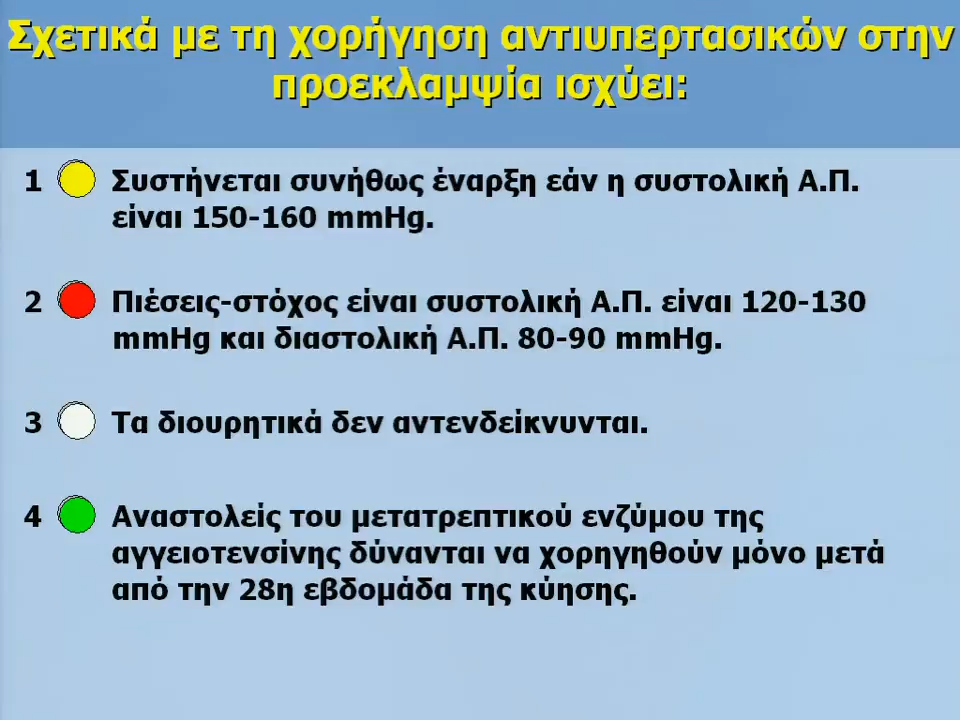 Σχετικά με τη χορήγηση αντιυπερτασικών στην
προεκλαμψία ισχύει:
1 Συστήνεται συνήθως έναρξη εάν η συστολική Α.Π.
είναι 150-160 mmHg.
2 Πιέσεις-στόχος είναι συστολική Α.Π. είναι 120-130
mmHg και διαστολική Α.Π. 80-90 mmHg.
3 Τα διουρητικά δεν αντενδείκνυνται.
4 Αναστολείς του μετατρεπτικού ενζύμου της
αγγειοτενσίνης δύνανται να χορηγηθούν μόνο μετά
από την 28η εβδομάδα της κύησης.